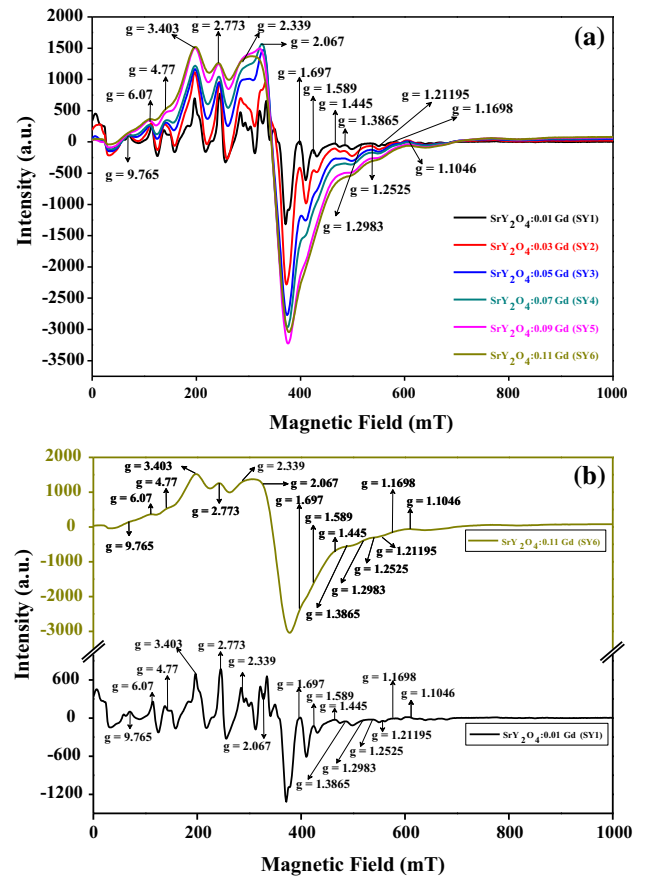 (a)
2000
1500
1000
500
0
-500
-1000
-1500
-2000
-2500
-3000
-3500
Intensity (a.u.)
g = 3.403
g = 2.773
g = 2.339
g = 2.067
g = 4.77
g = 6.07
g = 9.765
g = 1.697
g = 1.589
g = 1.445
g = 1.3865
g = 1.21195
g = 1.1698
g = 1.1046
g = 1.2525
g = 1.2983
SrY2O4:0.01 Gd (SY1)
SrY2O4:0.03 Gd (SY2)
SrY2O4:0.05 Gd (SY3)
SrY2O4:0.07 Gd (SY4)
SrY2O4:0.09 Gd (SY5)
SrY2O4:0.11 Gd (SY6)
0 200 400 600 800 1000
Magnetic Field (mT)
(b)
2000
1000
0
-1000
-2000
-3000
600
0
-600
-1200
Intensity (a.u.)
g = 3.403
g = 4.77
g = 6.07
g = 9.765
g = 2.773
g = 2.339
g = 2.067
g = 1.697
g = 1.589
g = 1.445
g = 1.1698
g = 1.1046
g = 1.21195
g = 1.2525
g = 1.2983
g = 1.3865
SrY2O4:0.11 Gd (SY6)
g = 3.403
g = 2.773
g = 4.77
g = 6.07
g = 2.339
g = 9.765
g = 2.067
g = 1.697
g = 1.589
g = 1.445
g = 1.1698
g = 1.1046
g = 1.21195
g = 1.2525
g = 1.2983
g = 1.3865
SrY2O4:0.01 Gd (SY1)
0 200 400 600 800 1000
Magnetic Field (mT)